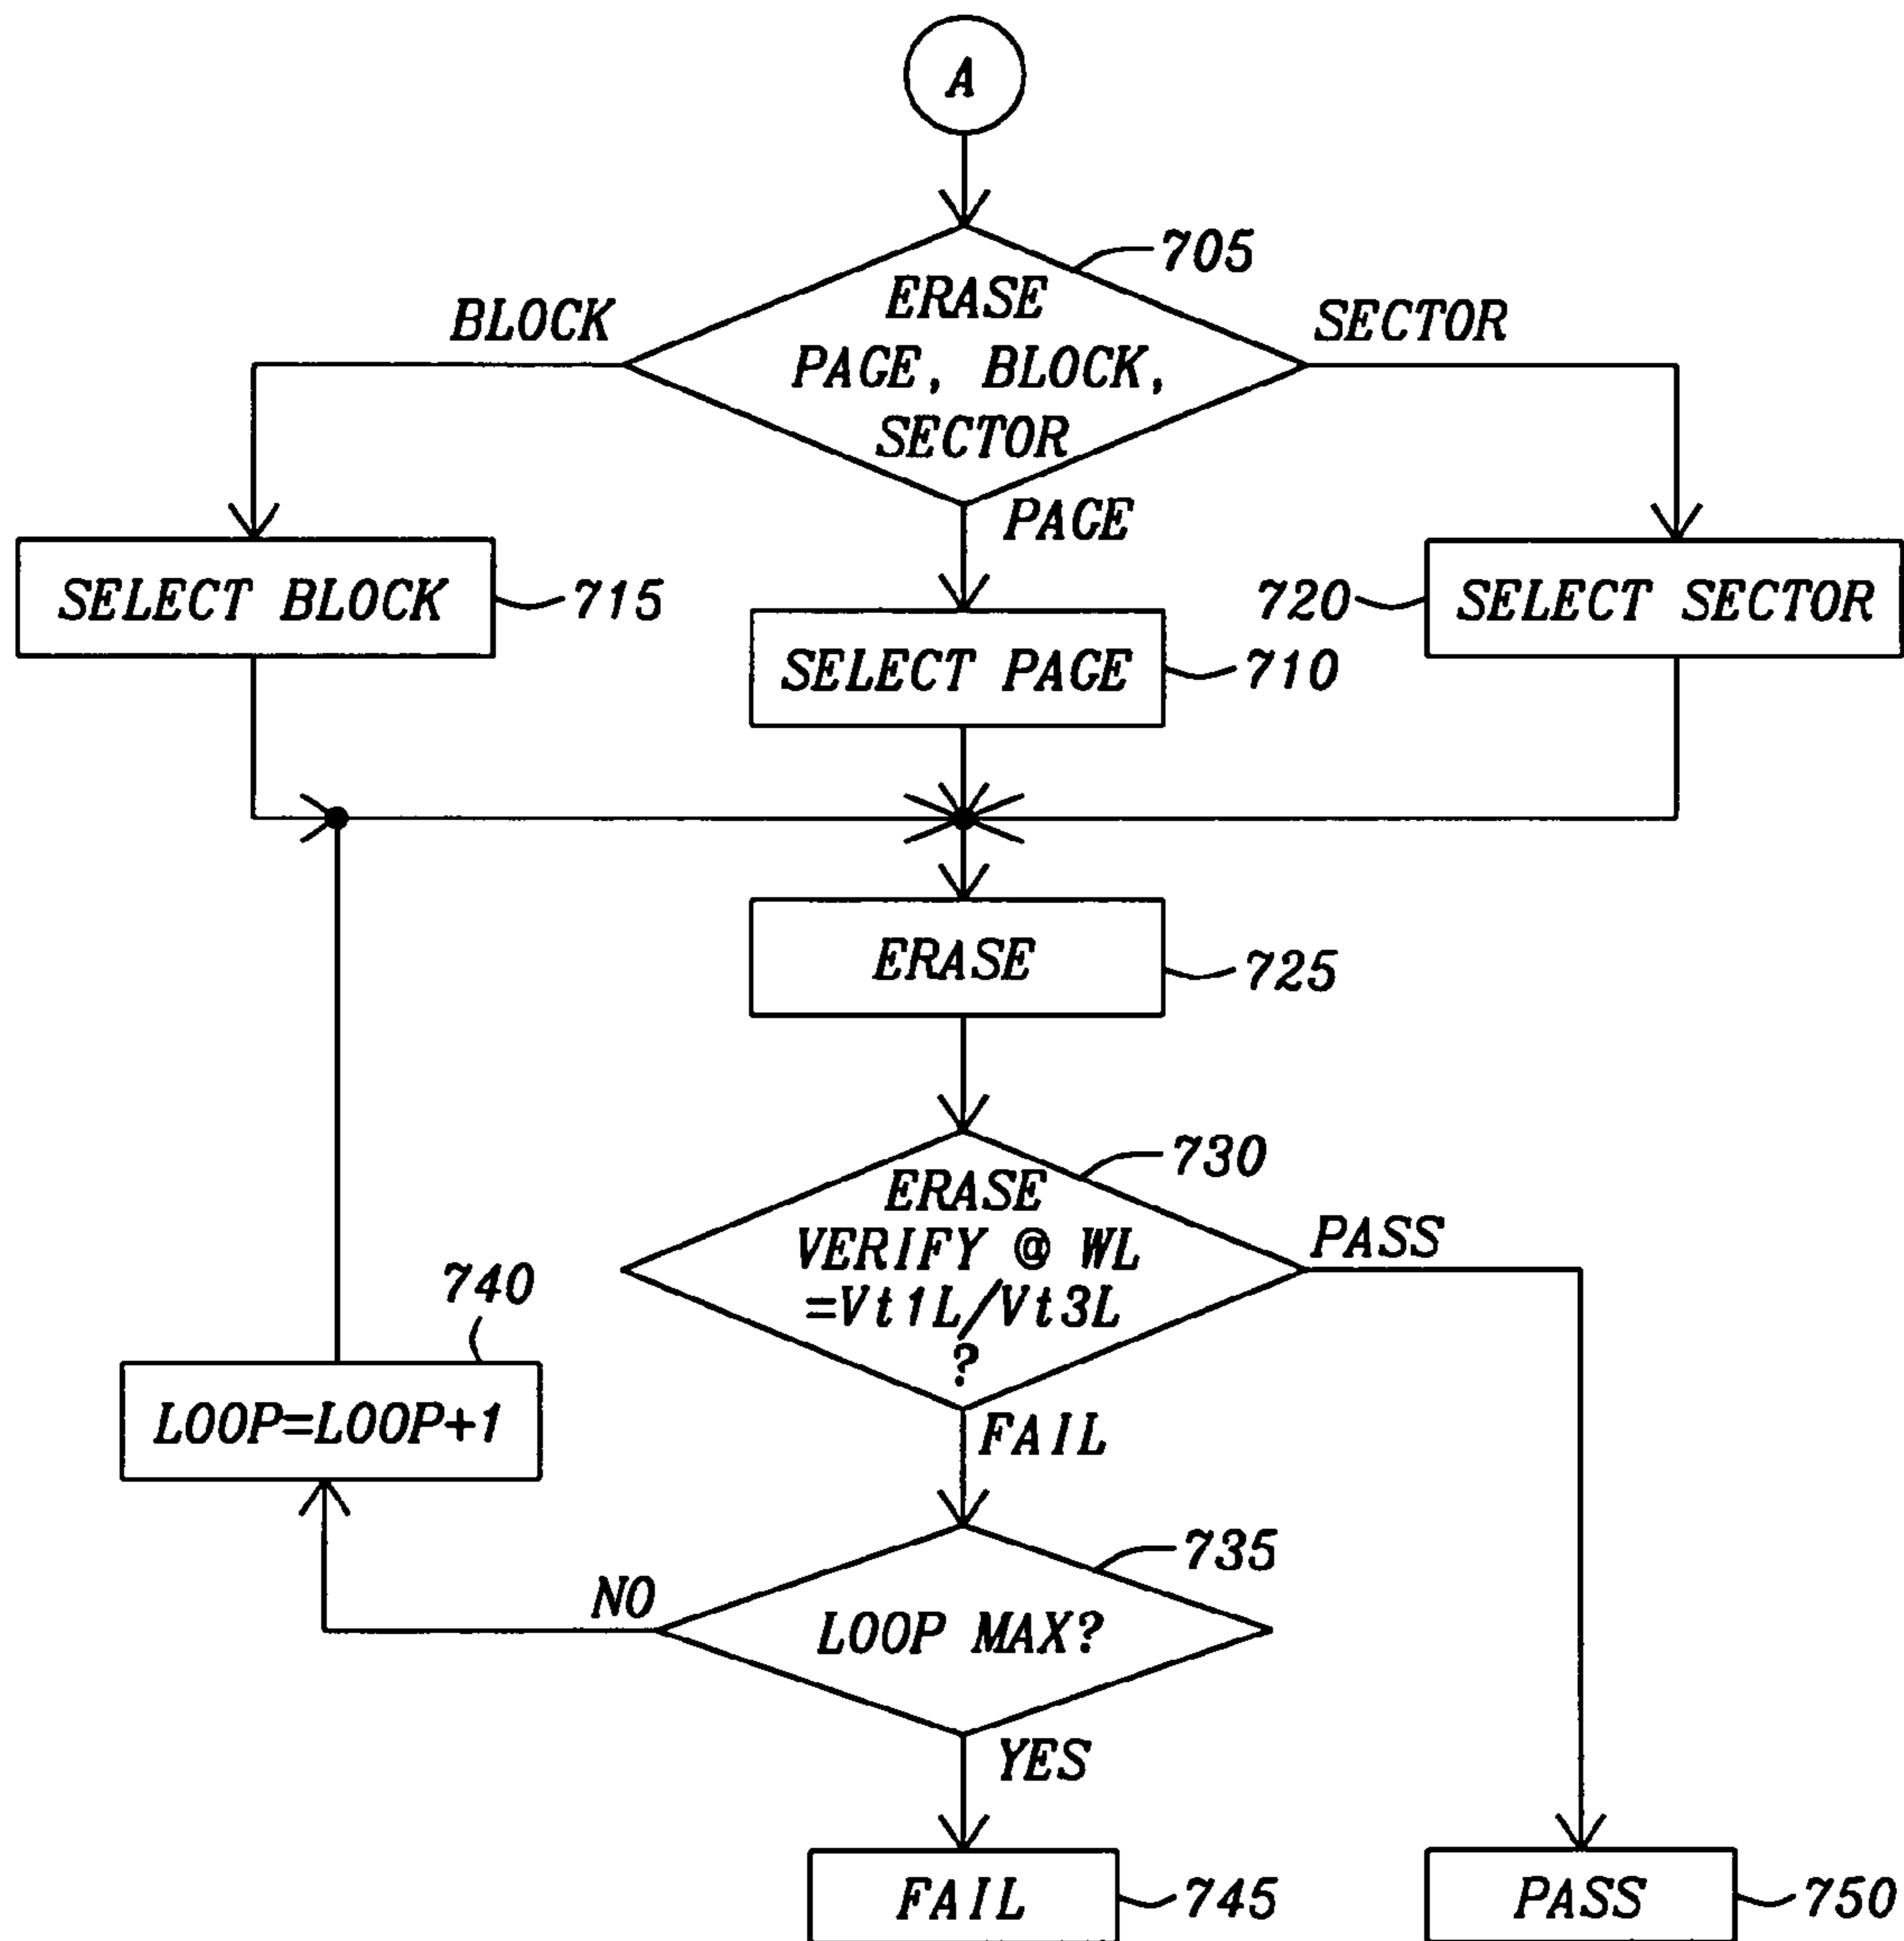 A
705
ERASE
PAGE, BLOCK,
SECTOR
BLOCK
SECTOR
PAGE
SELECT BLOCK
715
720
SELECT SECTOR
SELECT PAGE
710
ERASE
725
730
ERASE
VERIFY @ WL
=Vt1L/Vt3L
?
PASS
FAIL
740
LOOP=LOOP+1
735
NO
LOOP MAX?
YES
FAIL
745
PASS
750